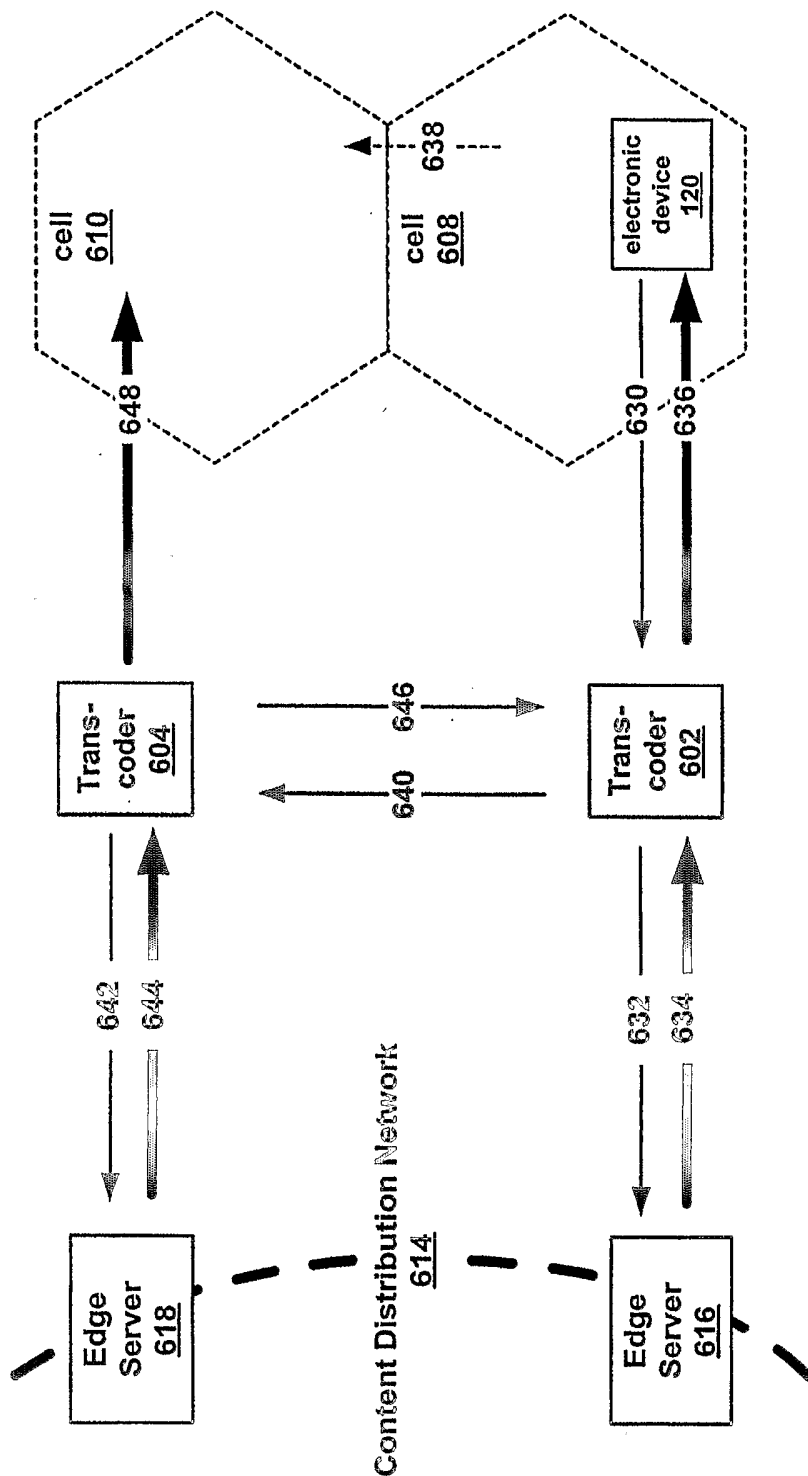 Edge
Server
618
642
644
Trans-
coder
604
648
cell
610
Content Distribution Network
614
640
646
638
cell
608
Edge
Server
616
632
634
Trans-
coder
602
630
636
electronic
device
120